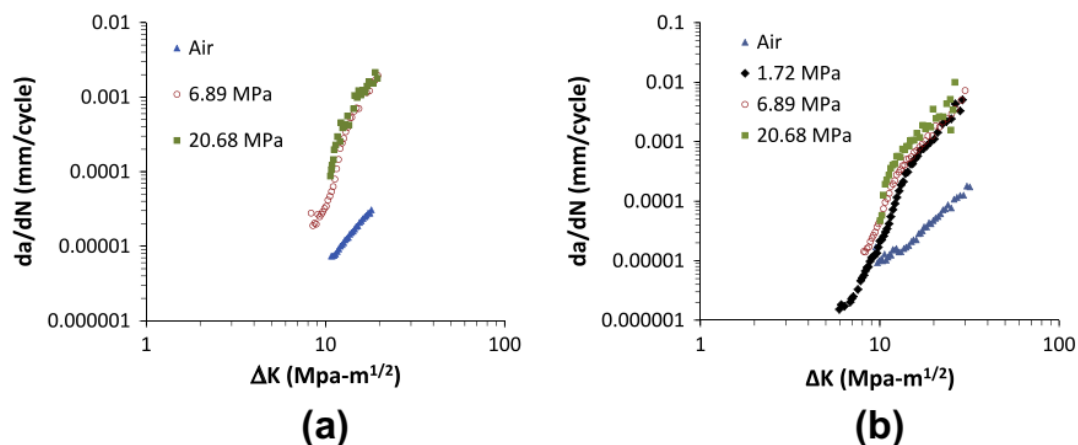 0.01
0.001
0.0001
0.00001
0.000001
da/dN (mm/cycle)
Air
6.89 MPa
20.68 MPa
1
10
100
ΔK (Mpa-m1/2)
(a)
0.1
0.01
0.001
0.0001
0.00001
0.000001
da/dN (mm/cycle)
Air
1.72 MPa
6.89 MPa
20.68 MPa
1
10
100
ΔK (Mpa-m1/2)
(b)